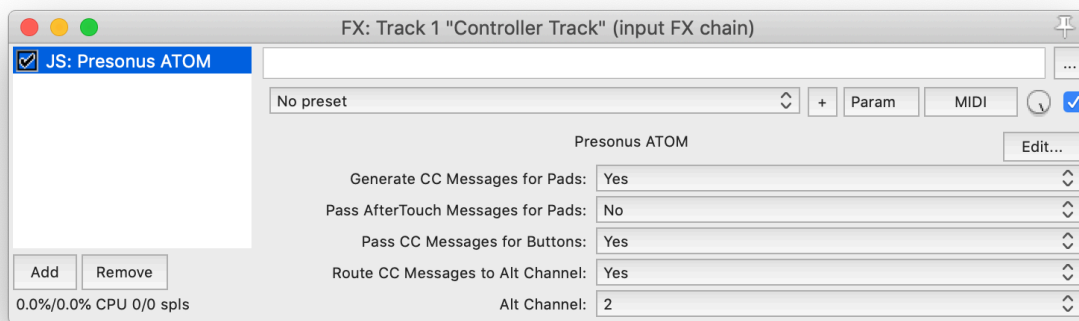 FX: Track 1 "Controller Track" (input FX chain)
JS: Presonus ATOM
...
No preset + Param MIDI
Presonus ATOM
Edit...
Generate CC Messages for Pads: Yes
Pass AfterTouch Messages for Pads: No
Pass CC Messages for Buttons: Yes
Route CC Messages to Alt Channel: Yes
Alt Channel: 2
Add Remove
0.0%/0.0% CPU 0/0 spls